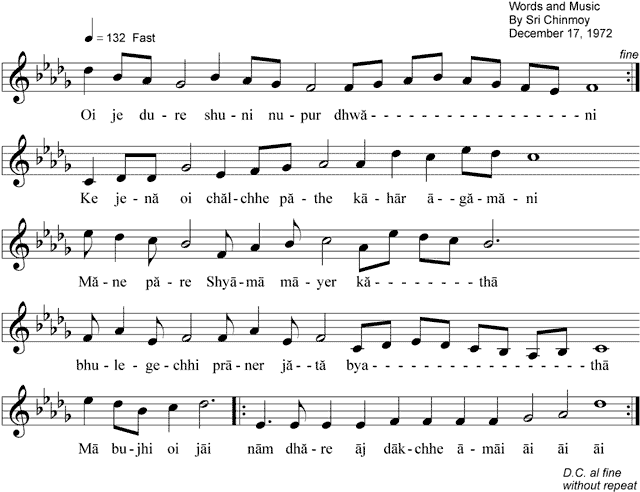 Words and Music
By Sri Chinmoy
December 17, 1972
= 132 Fast
fine
Oi je du - re shu - ni nu - pur dhwā - - - - - - - - - - - - - - - - - ni
Ke je - nā oi chăl - chhe pă - the kā - hār ā - gă - mă - ni
Mă - ne pă - re Shyā - mā mā - yer kă - - - - - - - - - thā
bhu - le - ge - chhi prā - ner jă - tă bya - - - - - - - - - - - - - - - - - thā
Mā bu - jhi oi jāi nām dhă - re āj dāk - chhe ā - māi āi āi āi
D.C. al fine
without repeat